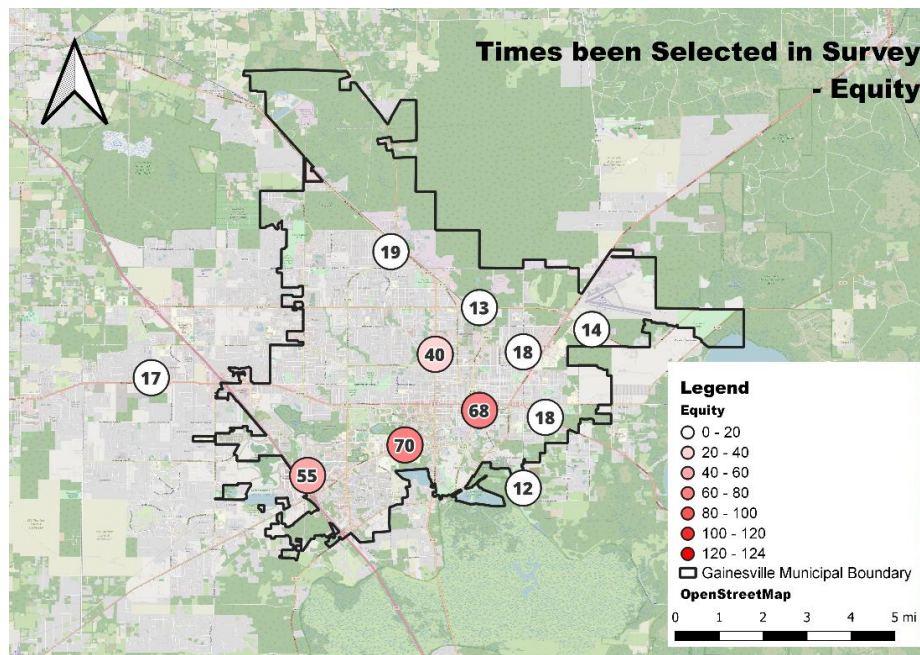 Times been Selected in Survey
- Equity
19
13
14
40
18
17
68
18
70
55
12
Legend
Equity
0 - 20
20 - 40
40 - 60
60 - 80
80 - 100
100 - 120
120 - 124
Gainesville Municipal Boundary
OpenStreetMap
0 1 2 3 4 5 mi